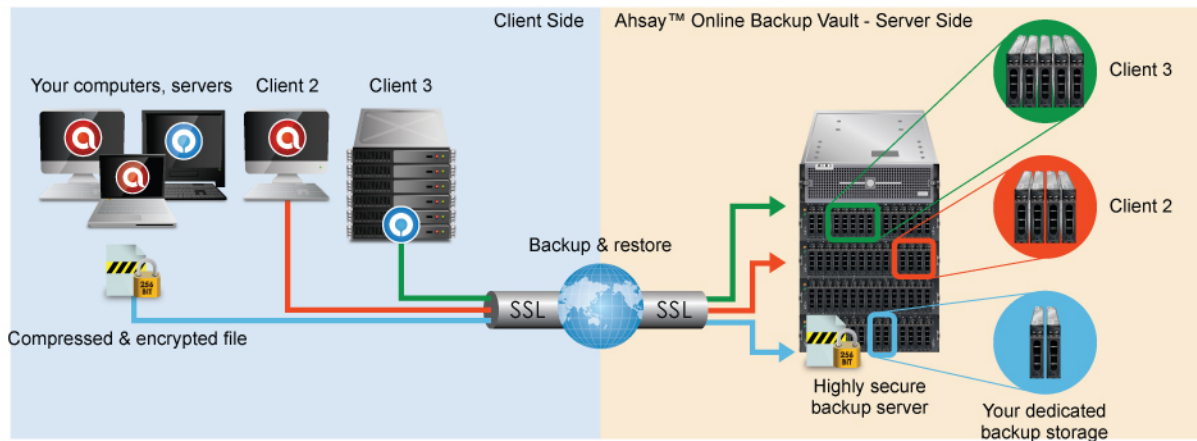 Client Side
Ahsay™ Online Backup Vault - Server Side
Your computers, servers
Client 2
Client 3
Client 3
Client 2
Backup & restore
SSL
SSL
256
BIT
Compressed & encrypted file
256
BIT
Highly secure
backup server
Your dedicated
backup storage